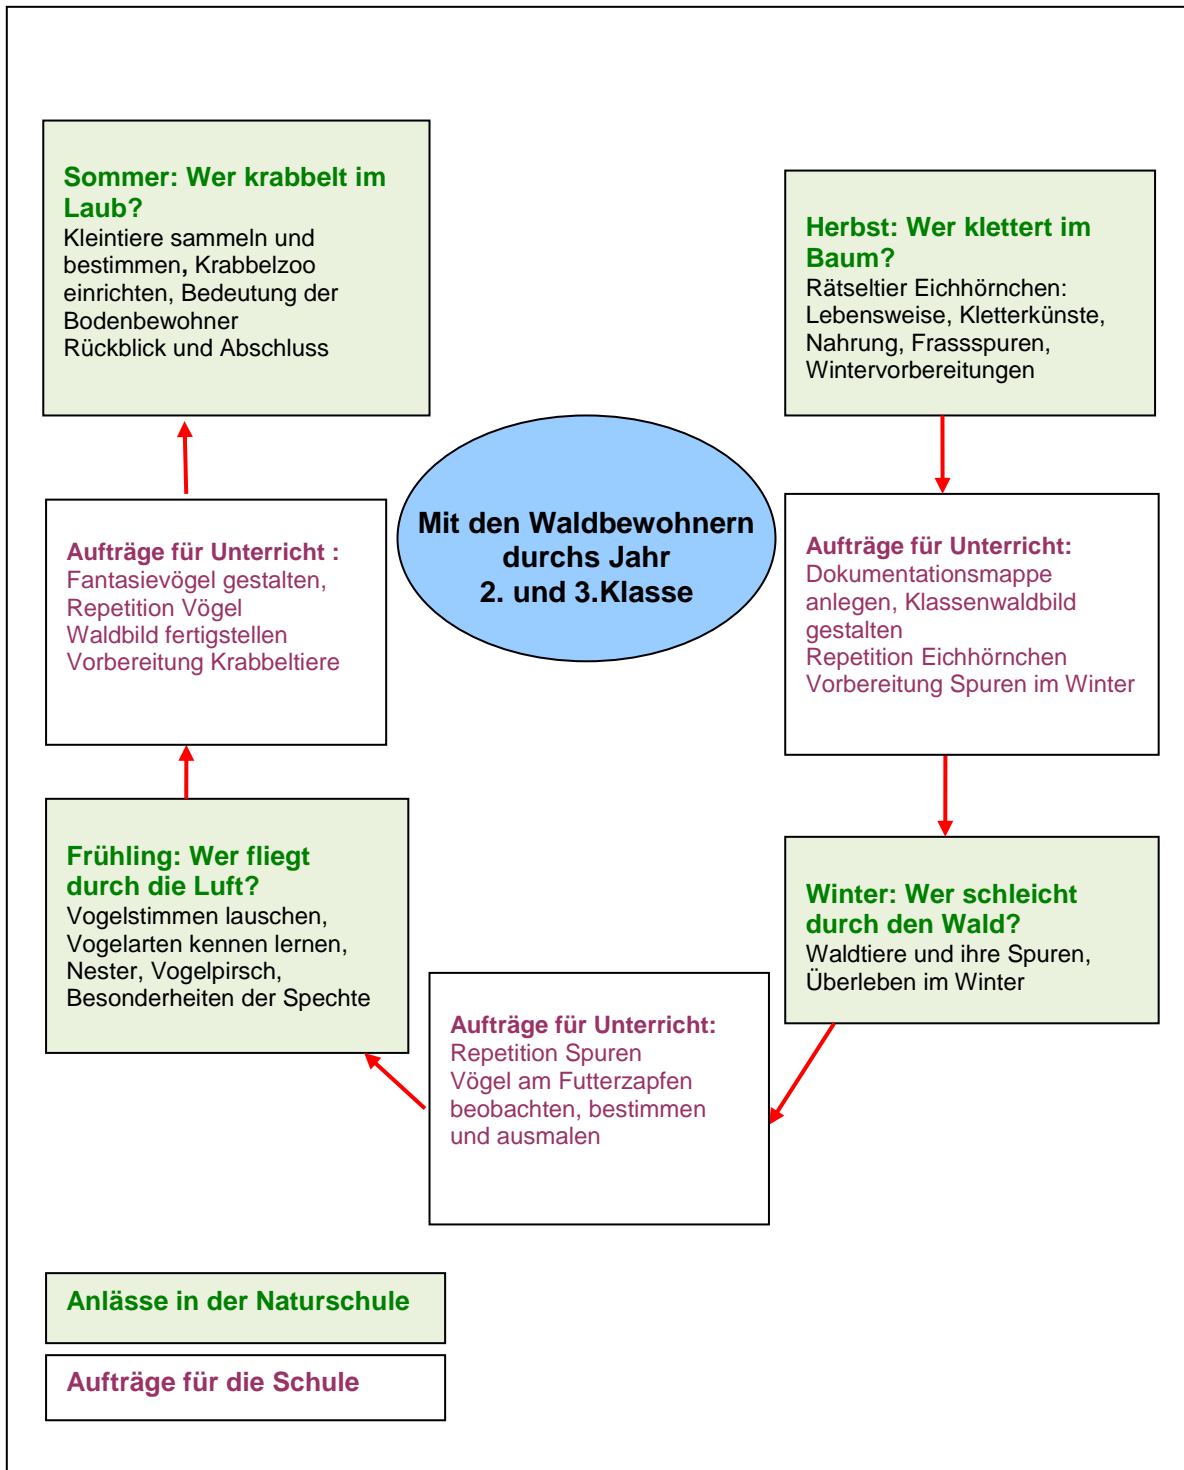 Sommer: Wer krabbelt im
Laub?
Kleintiere sammeln und
bestimmen, Krabbelzoo
einrichten, Bedeutung der
Bodenbewohner
Rückblick und Abschluss
Herbst: Wer klettert im
Baum?
Rätseltier Eichhörnchen:
Lebensweise, Kletterkünste,
Nahrung, Frassspuren,
Wintervorbereitungen
Mit den Waldbewohnern
durchs Jahr
2. und 3.Klasse
Aufträge für Unterricht :
Fantasievögel gestalten,
Repetition Vögel
Waldbild fertigstellen
Vorbereitung Krabbeltiere
Aufträge für Unterricht:
Dokumentationsmappe
anlegen, Klassenwaldbild
gestalten
Repetition Eichhörnchen
Vorbereitung Spuren im Winter
Frühling: Wer fliegt
durch die Luft?
Vogelstimmen lauschen,
Vogelarten kennen lernen,
Nester, Vogelpirsch,
Besonderheiten der Spechte
Winter: Wer schleicht
durch den Wald?
Waldtiere und ihre Spuren,
Überleben im Winter
Aufträge für Unterricht:
Repetition Spuren
Vögel am Futterzapfen
beobachten, bestimmen
und ausmalen
Anlässe in der Naturschule
Aufträge für die Schule